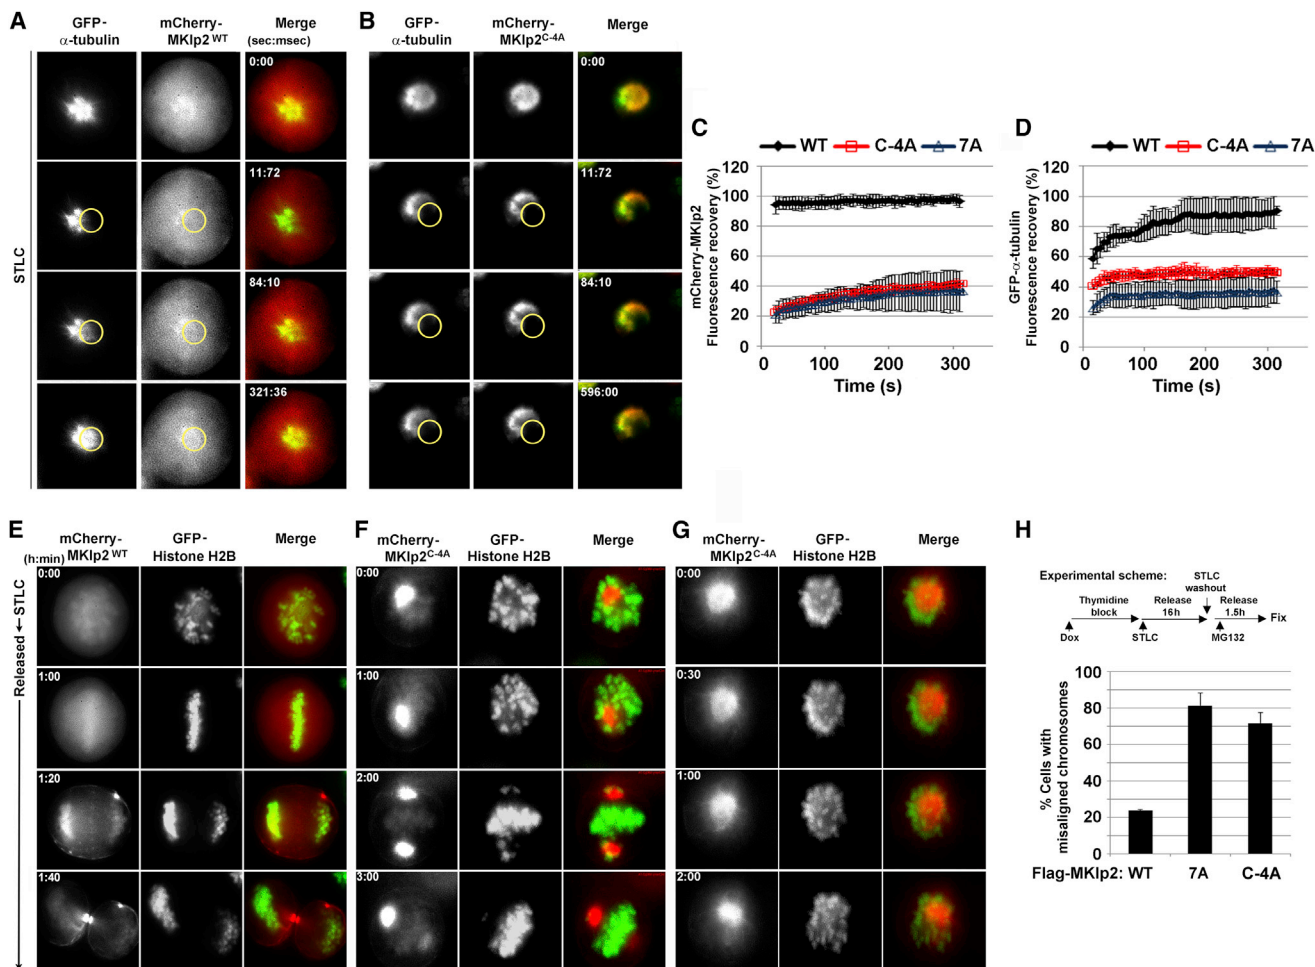 A
GFP-
α-tubulin
mCherry-
MKlp2 WT
Merge
(sec:msec)
STLC
0:00
11:72
84:10
321:36
B
GFP-
α-tubulin
mCherry-
MKlp2C-4A
Merge
0:00
11:72
84:10
596:00
C
WT C-4A 7A
mCherry-MKlp2
Fluorescence recovery (%)
120
100
80
60
40
20
0
0 100 200 300
Time (s)
D
WT C-4A 7A
GFP-α-tubulin
Fluorescence recovery (%)
120
100
80
60
40
20
0
0 100 200 300
Time (s)
E
mCherry-
(h:min) MKlp2 WT
GFP-
Histone H2B
Merge
Released ← STLC
0:00
1:00
1:20
1:40
F
mCherry-
MKlp2C-4A
GFP-
Histone H2B
Merge
0:00
1:00
2:00
3:00
G
mCherry-
MKlp2C-4A
GFP-
Histone H2B
Merge
0:00
0:30
1:00
2:00
H
Experimental scheme:
STLC
washout
Thymidine
block
Release
16h
Release
1.5h
Fix
Dox
STLC
MG132
% Cells with
misaligned chromosomes
100
80
60
40
20
0
Flag-MKlp2: WT 7A C-4A